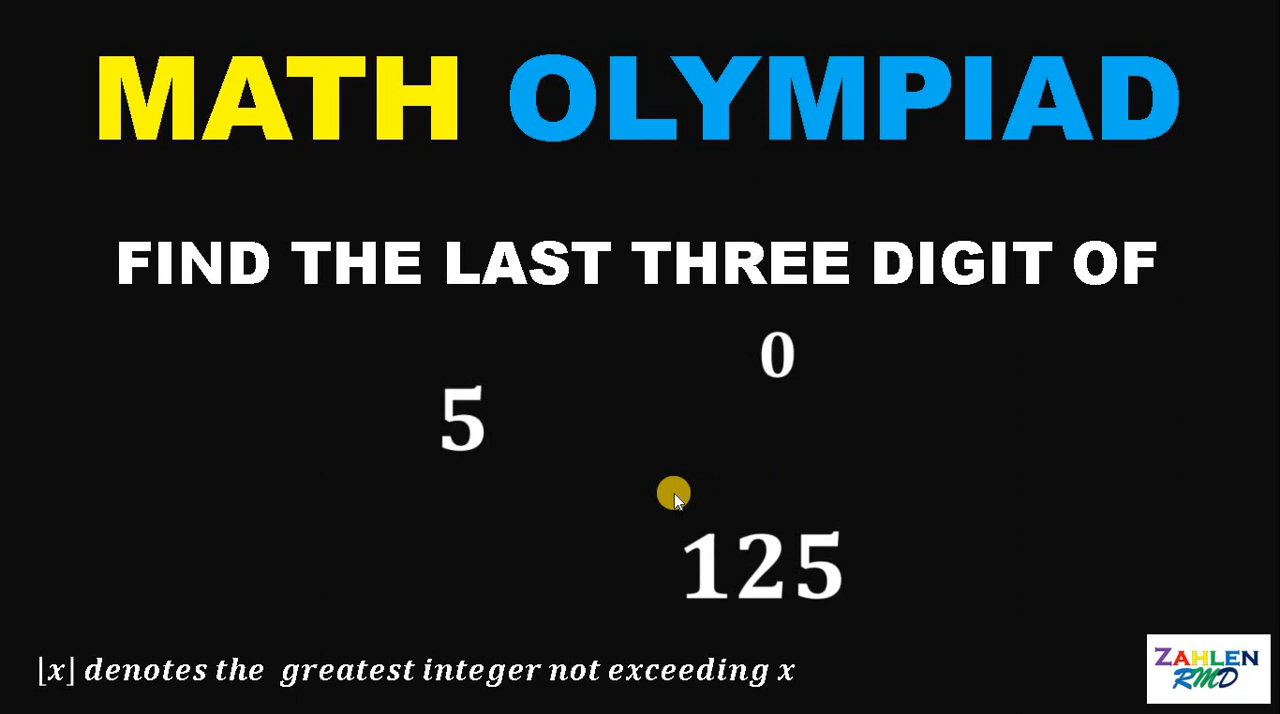 MATH OLYMPIAD
FIND THE LAST THREE DIGIT OF
0
5
125
⌊x⌋ denotes the greatest integer not exceeding x
ZAHLEN
RMD